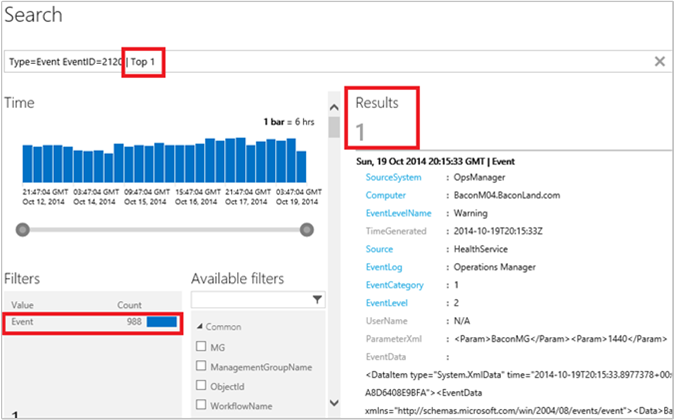 Search
Type=Event EventID=2120 | Top 1
Time
1 bar = 6 hrs
21:47:04 GMT 03:47:04 GMT 09:47:04 GMT 15:47:04 GMT 21:47:04 GMT 03:47:04 GMT
Oct 12, 2014 Oct 14, 2014 Oct 15, 2014 Oct 16, 2014 Oct 17, 2014 Oct 19, 2014
Filters
Value Count
Event 988
1
Available filters
Common
MG
ManagementGroupName
ObjectId
WorkflowName
Results
1
Sun, 19 Oct 2014 20:15:33 GMT | Event
SourceSystem : OpsManager
Computer : BaconM04.BaconLand.com
EventLevelName : Warning
TimeGenerated : 2014-10-19T20:15:33Z
Source : HealthService
EventLog : Operations Manager
EventCategory : 1
EventLevel : 2
UserName : N/A
ParameterXml : <Param>BaconMG</Param><Param>1440</Param>
EventData :
<DataItem type="System.XmlData" time="2014-10-19T20:15:33.8977378+00:
A8D6408E9BFA"><EventData
xmlns="http://schemas.microsoft.com/win/2004/08/events/event"><Data>Ba